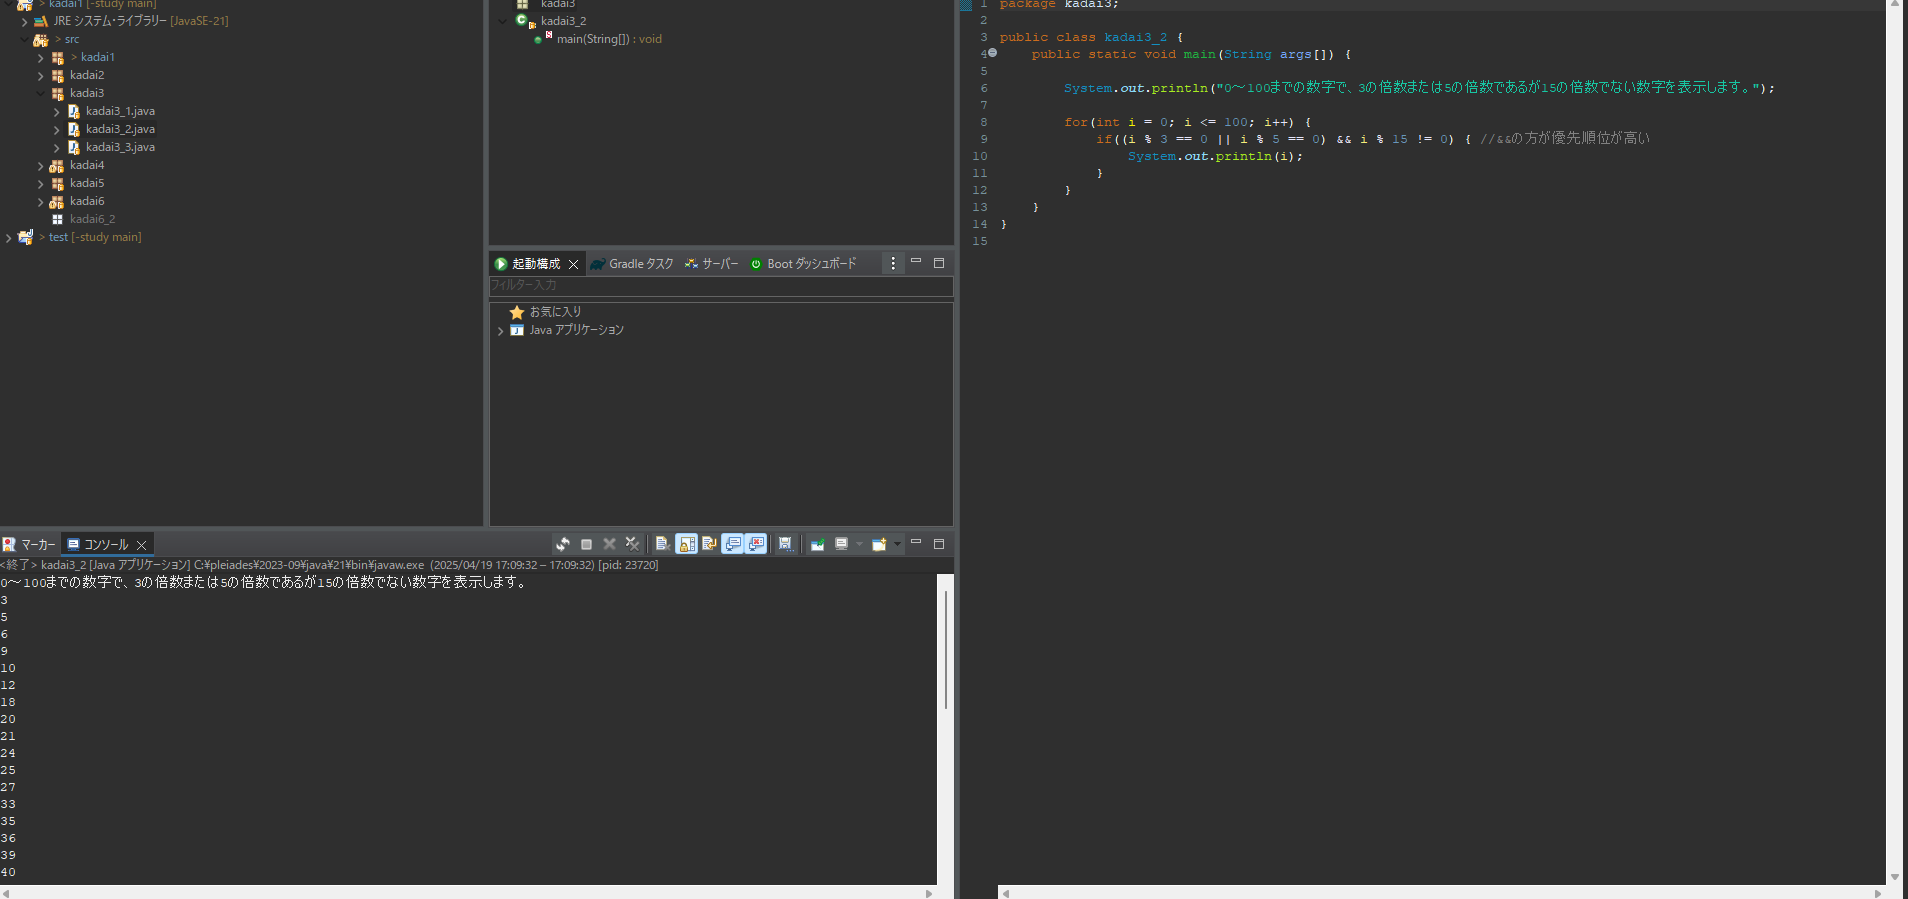 > kadai1 [-study main]
JRE システム・ライブラリー [JavaSE-21]
> src
> kadai1
kadai2
kadai3
kadai3_1.java
kadai3_2.java
kadai3_3.java
kadai4
kadai5
kadai6
kadai6_2
> test [-study main]
kadai3
kadai3_2
main(String[]) : void
起動構成 Gradle タスク サーバー Boot ダッシュボード
フィルター入力
お気に入り
Java アプリケーション
1 package kadai3;
2
3 public class kadai3_2 {
4 public static void main(String args[]) {
5
6 System.out.println("0～100までの数字で、3の倍数または5の倍数であるが15の倍数でない数字を表示します。");
7
8 for(int i = 0; i <= 100; i++) {
9 if((i % 3 == 0 || i % 5 == 0) && i % 15 != 0) { //&&の方が優先順位が高い
10 System.out.println(i);
11 }
12 }
13 }
14 }
15
マーカー コンソール
<終了> kadai3_2 [Java アプリケーション] C:¥pleiades¥2023-09¥java¥21¥bin¥javaw.exe (2025/04/19 17:09:32 – 17:09:32) [pid: 23720]
0～100までの数字で、3の倍数または5の倍数であるが15の倍数でない数字を表示します。
3
5
6
9
10
12
18
20
21
24
25
27
33
35
36
39
40